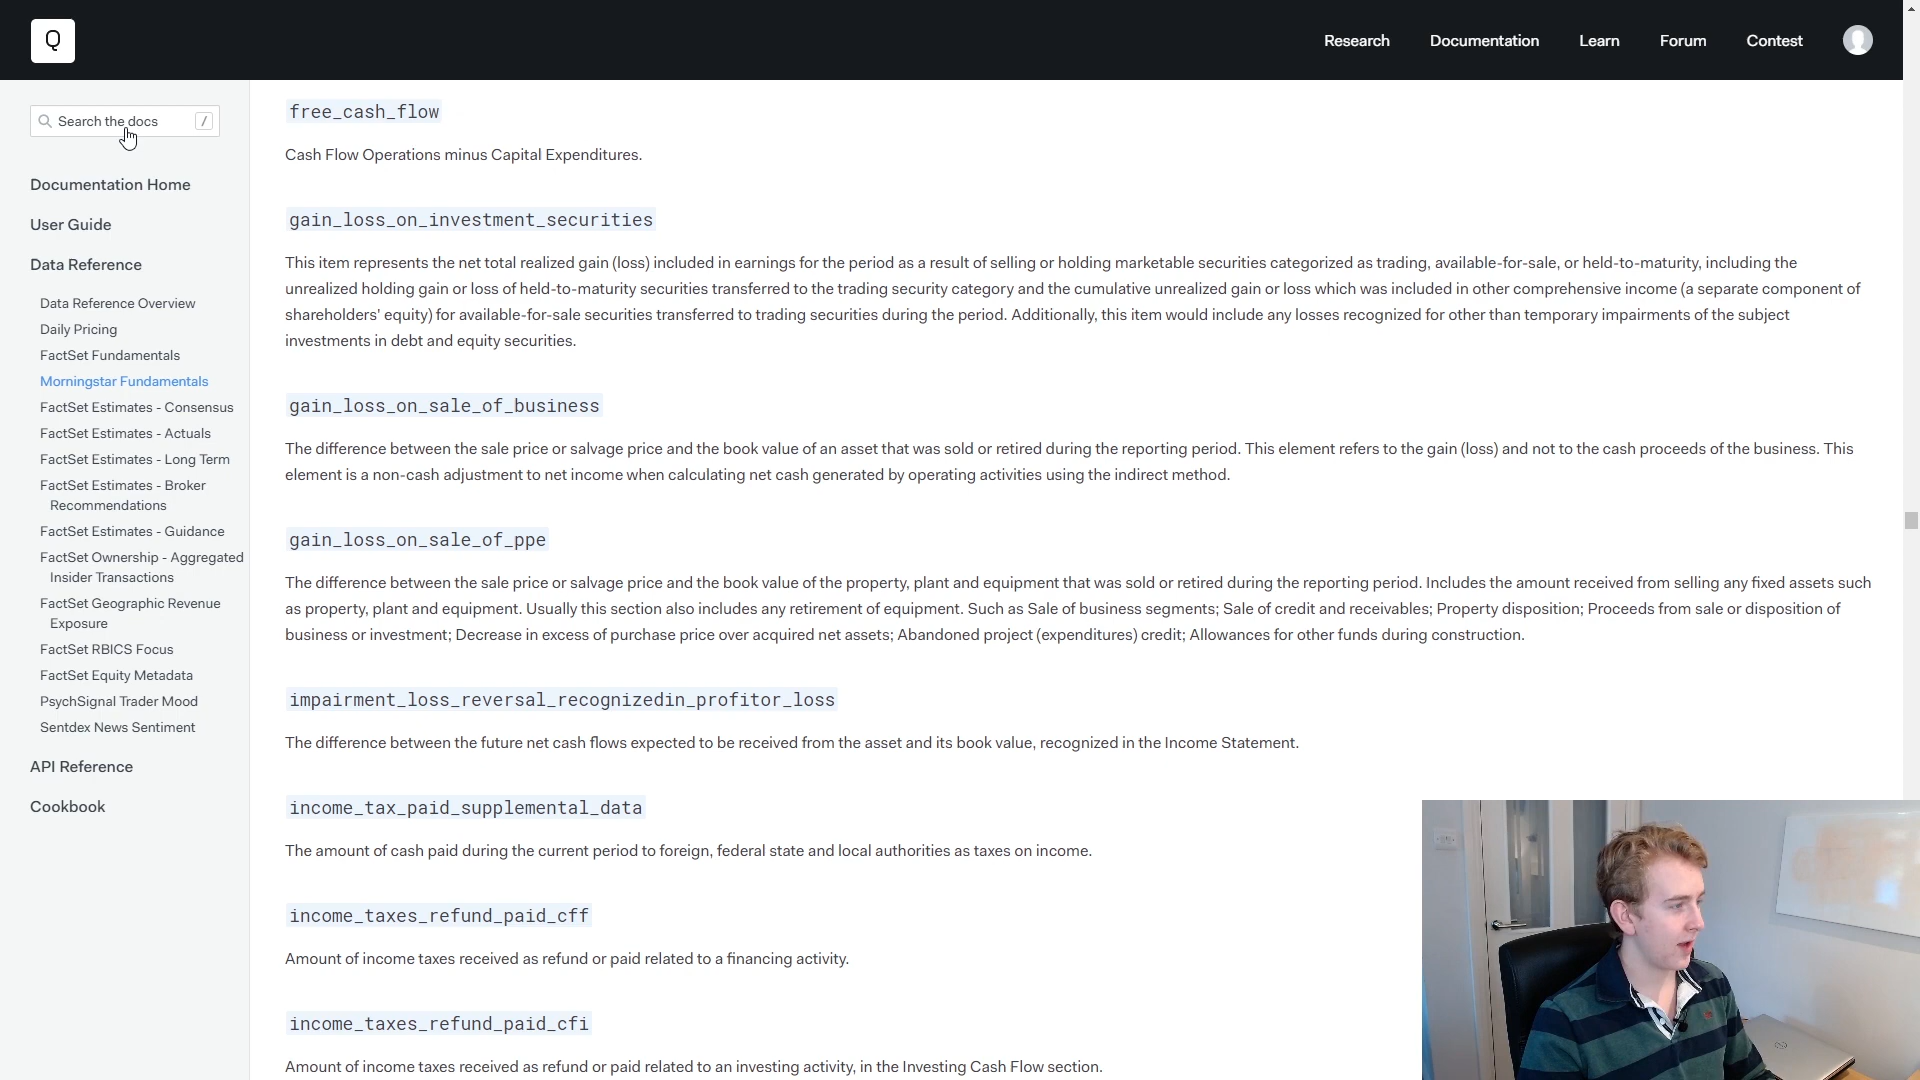 Q
Research
Documentation
Learn
Forum
Contest
Search the docs
/
Documentation Home
User Guide
Data Reference
Data Reference Overview
Daily Pricing
FactSet Fundamentals
Morningstar Fundamentals
FactSet Estimates - Consensus
FactSet Estimates - Actuals
FactSet Estimates - Long Term
FactSet Estimates - Broker
Recommendations
FactSet Estimates - Guidance
FactSet Ownership - Aggregated
Insider Transactions
FactSet Geographic Revenue
Exposure
FactSet RBICS Focus
FactSet Equity Metadata
PsychSignal Trader Mood
Sentdex News Sentiment
API Reference
Cookbook
free_cash_flow
Cash Flow Operations minus Capital Expenditures.
gain_loss_on_investment_securities
This item represents the net total realized gain (loss) included in earnings for the period as a result of selling or holding marketable securities categorized as trading, available-for-sale, or held-to-maturity, including the
unrealized holding gain or loss of held-to-maturity securities transferred to the trading security category and the cumulative unrealized gain or loss which was included in other comprehensive income (a separate component of
shareholders' equity) for available-for-sale securities transferred to trading securities during the period. Additionally, this item would include any losses recognized for other than temporary impairments of the subject
investments in debt and equity securities.
gain_loss_on_sale_of_business
The difference between the sale price or salvage price and the book value of an asset that was sold or retired during the reporting period. This element refers to the gain (loss) and not to the cash proceeds of the business. This
element is a non-cash adjustment to net income when calculating net cash generated by operating activities using the indirect method.
gain_loss_on_sale_of_ppe
The difference between the sale price or salvage price and the book value of the property, plant and equipment that was sold or retired during the reporting period. Includes the amount received from selling any fixed assets such
as property, plant and equipment. Usually this section also includes any retirement of equipment. Such as Sale of business segments; Sale of credit and receivables; Property disposition; Proceeds from sale or disposition of
business or investment; Decrease in excess of purchase price over acquired net assets; Abandoned project (expenditures) credit; Allowances for other funds during construction.
impairment_loss_reversal_recognizedin_profitor_loss
The difference between the future net cash flows expected to be received from the asset and its book value, recognized in the Income Statement.
income_tax_paid_supplemental_data
The amount of cash paid during the current period to foreign, federal state and local authorities as taxes on income.
income_taxes_refund_paid_cff
Amount of income taxes received as refund or paid related to a financing activity.
income_taxes_refund_paid_cfi
Amount of income taxes received as refund or paid related to an investing activity, in the Investing Cash Flow section.